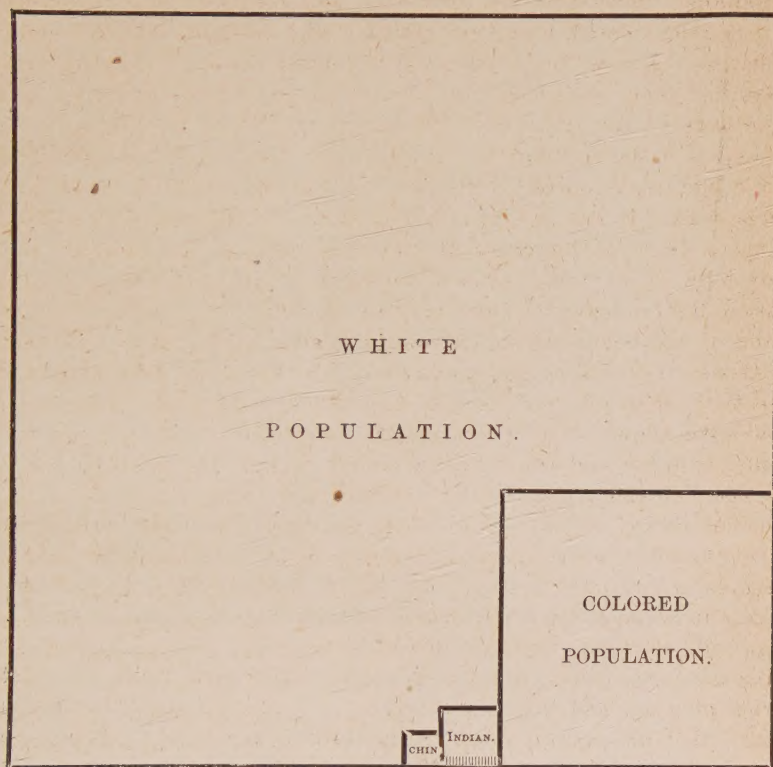 WHITE
POPULATION.
COLORED
POPULATION.
INDIAN.
CHIN